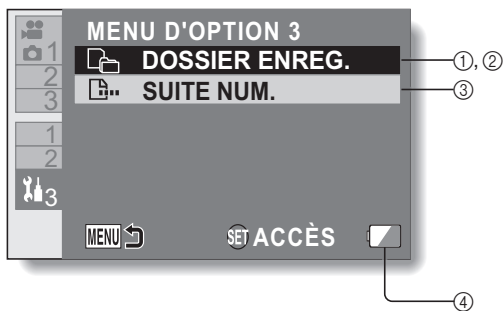 MENU D'OPTION 3
DOSSIER ENREG.
①, ②
SUITE NUM.
③
1
2
3
1
2
3
MENU
SET ACCÈS
④